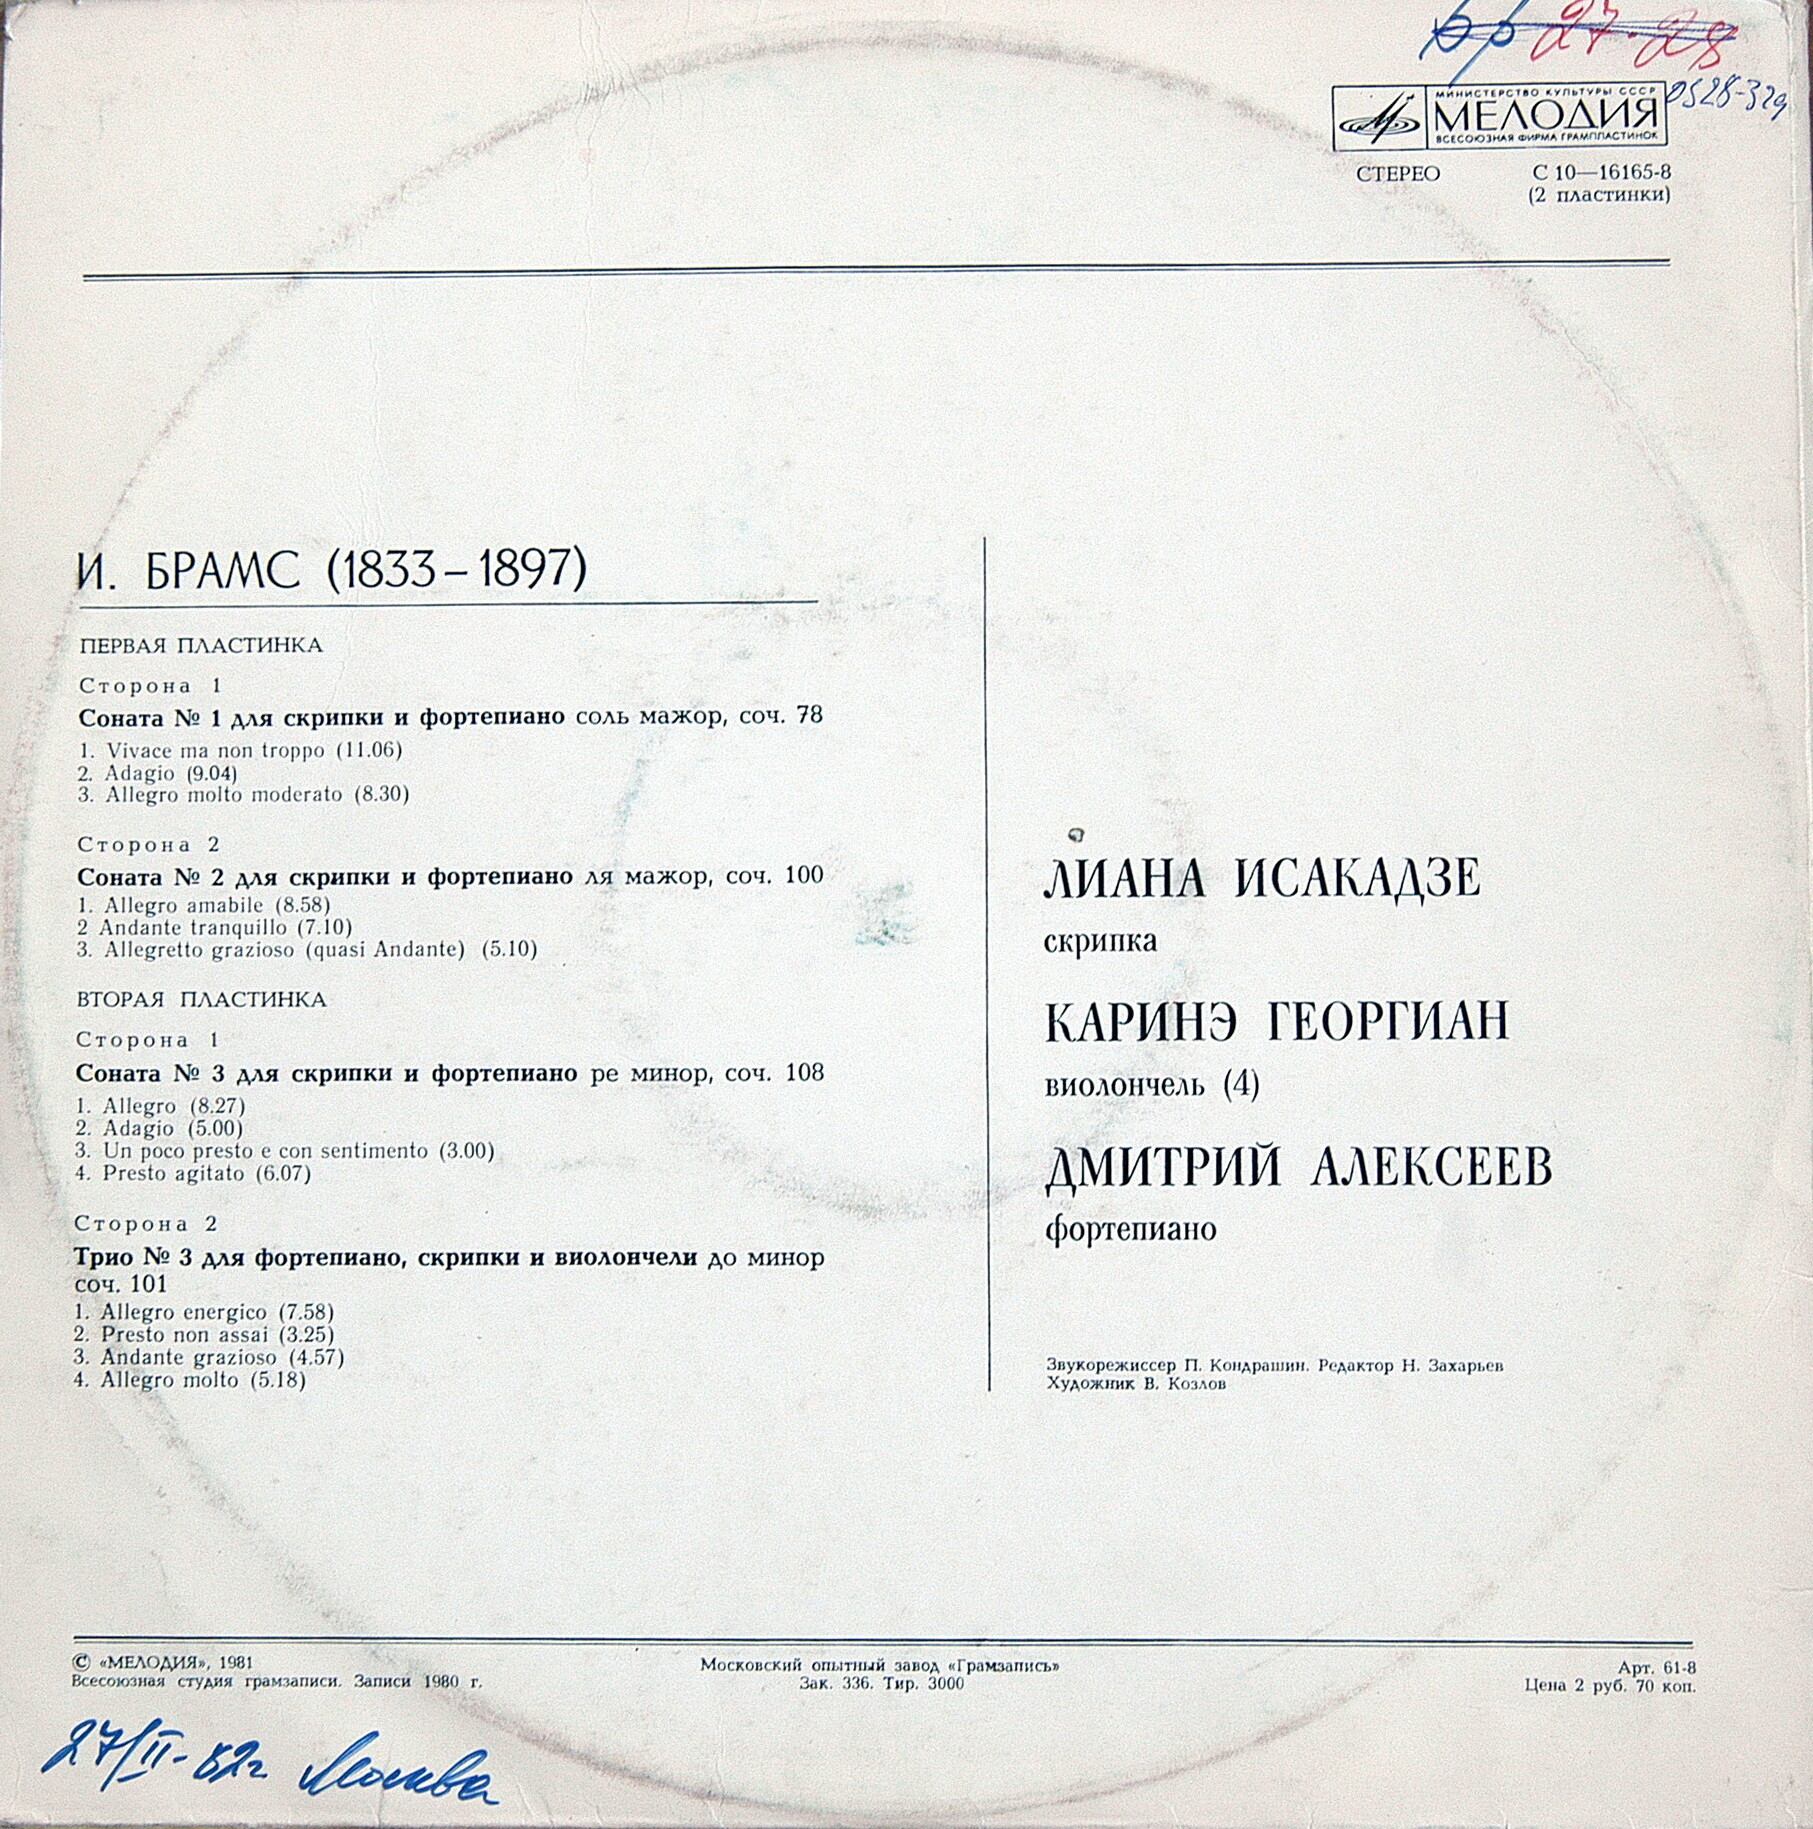 Бр 27-28
МИНИСТЕРСТВО КУЛЬТУРЫ СССР
МЕЛОДИЯ
ВСЕСОЮЗНАЯ ФИРМА ГРАМПЛАСТИНОК
СТЕРЕО С 10—16165-8
(2 пластинки)
И. БРАМС (1833–1897)
ПЕРВАЯ ПЛАСТИНКА
Сторона 1
Соната № 1 для скрипки и фортепиано соль мажор, соч. 78
1. Vivace ma non troppo (11.06)
2. Adagio (9.04)
3. Allegro molto moderato (8.30)
Сторона 2
Соната № 2 для скрипки и фортепиано ля мажор, соч. 100
1. Allegro amabile (8.58)
2 Andante tranquillo (7.10)
3. Allegretto grazioso (quasi Andante) (5.10)
ВТОРАЯ ПЛАСТИНКА
Сторона 1
Соната № 3 для скрипки и фортепиано ре минор, соч. 108
1. Allegro (8.27)
2. Adagio (5.00)
3. Un poco presto e con sentimento (3.00)
4. Presto agitato (6.07)
Сторона 2
Трио № 3 для фортепиано, скрипки и виолончели до минор
соч. 101
1. Allegro energico (7.58)
2. Presto non assai (3.25)
3. Andante grazioso (4.57)
4. Allegro molto (5.18)
ЛИАНА ИСАКАДЗЕ
скрипка
КАРИНЭ ГЕОРГИАН
виолончель (4)
ДМИТРИЙ АЛЕКСЕЕВ
фортепиано
Звукорежиссер П. Кондрашин. Редактор Н. Захарьев
Художник В. Козлов
© «МЕЛОДИЯ», 1981
Всесоюзная студия грамзаписи. Записи 1980 г.
Московский опытный завод «Грамзапись»
Зак. 336. Тир. 3000
Арт. 61-8
Цена 2 руб. 70 коп.
27/II-82г Москва